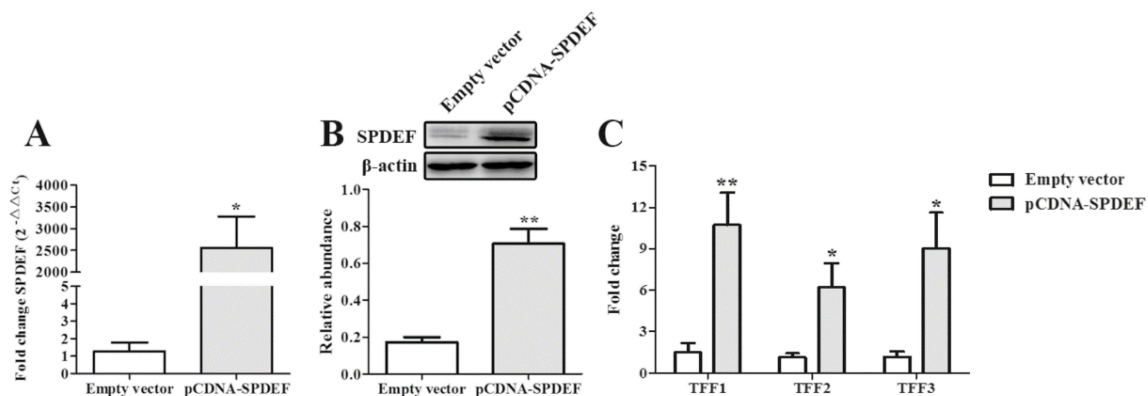 Empty vector
pCDNA-SPDEF
A
B
C
SPDEF
β-actin
Fold change SPDEF (2^-△△Ct)
4000
3500
3000
2500
2000
5
4
3
2
1
0
*
Empty vector pCDNA-SPDEF
Relative abundance
1.0
0.8
0.6
0.4
0.2
0.0
**
Empty vector pCDNA-SPDEF
Fold change
15
12
9
6
3
0
**
*
*
TFF1 TFF2 TFF3
Empty vector
pCDNA-SPDEF